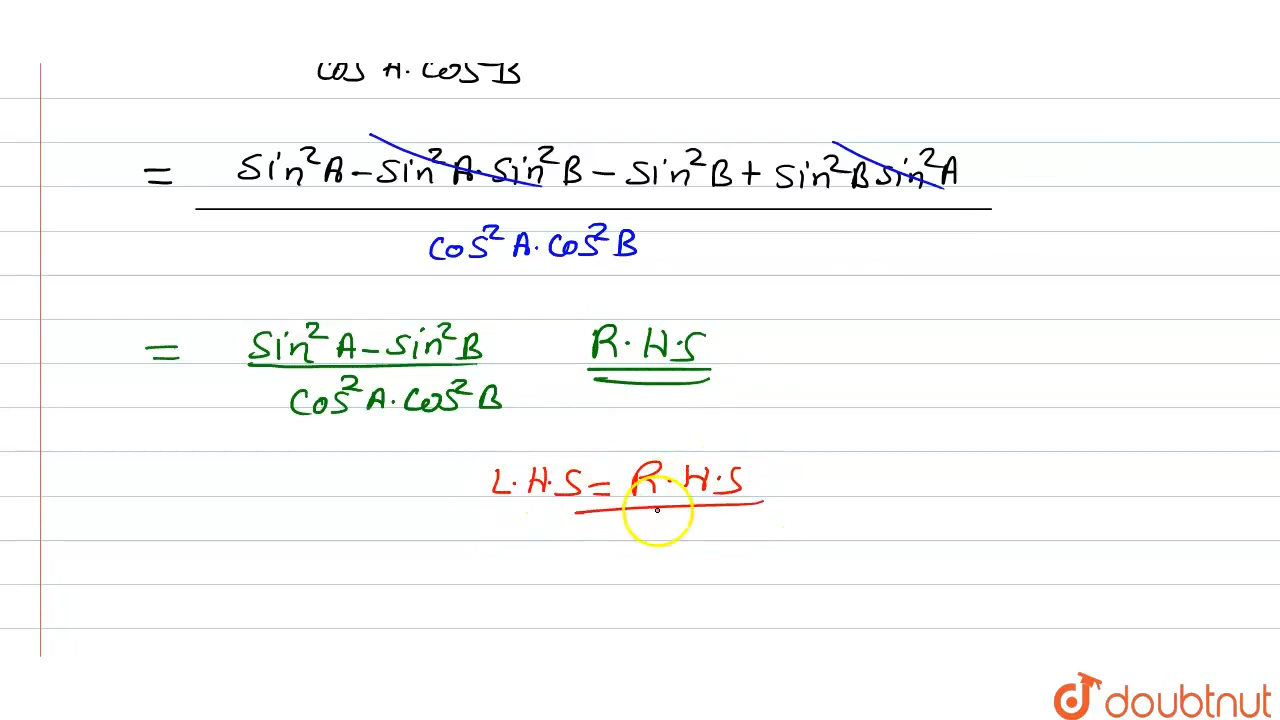 cos A. cos B
= sin²A - sin²A.sin²B - sin²B + sin²B sin²A
cos²A.cos²B
= sin²A - sin²B R.H.S
cos²A.cos²B
L.H.S = R.H.S
doubtnut